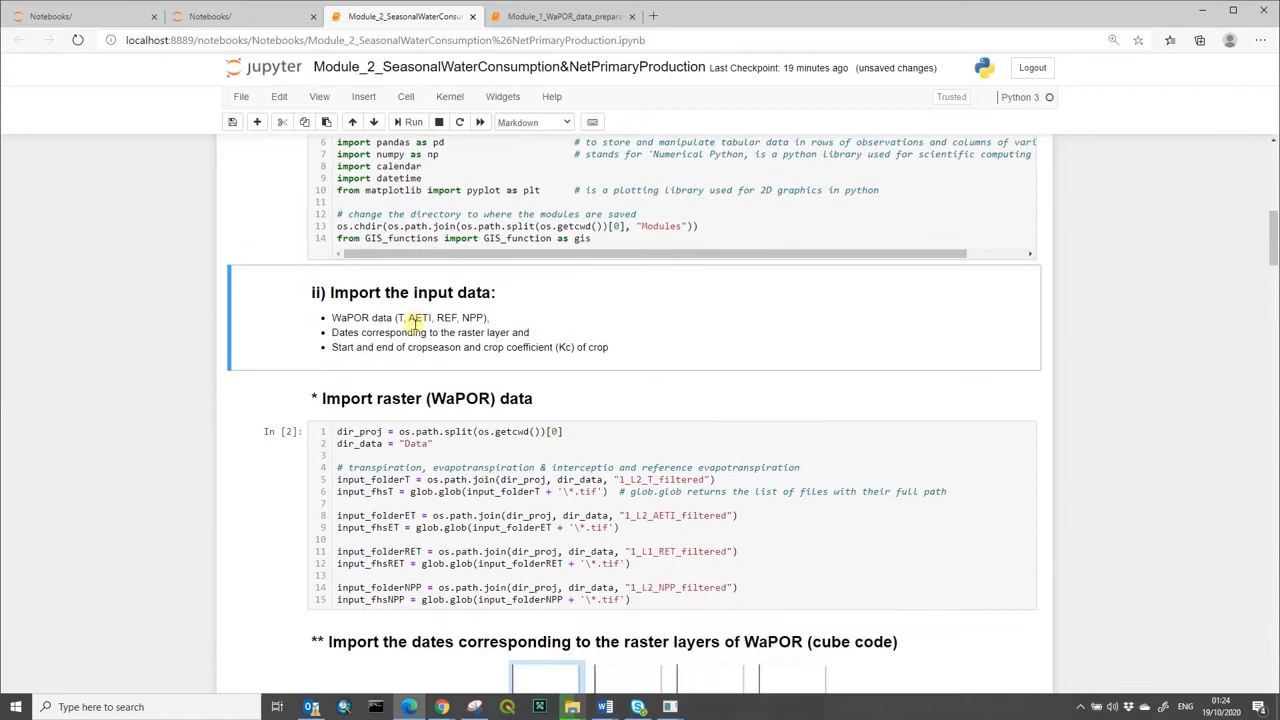 Notebooks/
Notebooks/
Module_2_SeasonalWaterConsu
Module_1_WaPOR_data_prepara
localhost:8889/notebooks/Notebooks/Module_2_SeasonalWaterConsumption%26NetPrimaryProduction.ipynb
jupyter Module_2_SeasonalWaterConsumption&NetPrimaryProduction Last Checkpoint: 19 minutes ago (unsaved changes) Logout
File Edit View Insert Cell Kernel Widgets Help Trusted Python 3
Run Markdown
6 import pandas as pd # to store and manipulate tabular data in rows of observations and columns of vari
7 import numpy as np # stands for 'Numerical Python, is a python library used for scientific computing
8 import calendar
9 import datetime
10 from matplotlib import pyplot as plt # is a plotting library used for 2D graphics in python
11
12 # change the directory to where the modules are saved
13 os.chdir(os.path.join(os.path.split(os.getcwd())[0], "Modules"))
14 from GIS_functions import GIS_function as gis
ii) Import the input data:
• WaPOR data (T, AETI, REF, NPP),
• Dates corresponding to the raster layer and
• Start and end of cropseason and crop coefficient (Kc) of crop
* Import raster (WaPOR) data
In [2]: 1 dir_proj = os.path.split(os.getcwd())[0]
2 dir_data = "Data"
3
4 # transpiration, evapotranspiration & interceptio and reference evapotranspiration
5 input_folderT = os.path.join(dir_proj, dir_data, "1_L2_T_filtered")
6 input_fhsT = glob.glob(input_folderT + '\*.tif') # glob.glob returns the list of files with their full path
7
8 input_folderET = os.path.join(dir_proj, dir_data, "1_L2_AETI_filtered")
9 input_fhsET = glob.glob(input_folderET + '\*.tif')
10
11 input_folderRET = os.path.join(dir_proj, dir_data, "1_L1_RET_filtered")
12 input_fhsRET = glob.glob(input_folderRET + '\*.tif')
13
14 input_folderNPP = os.path.join(dir_proj, dir_data, "1_L2_NPP_filtered")
15 input_fhsNPP = glob.glob(input_folderNPP + '\*.tif')
** Import the dates corresponding to the raster layers of WaPOR (cube code)
Type here to search
01:24
19/10/2020